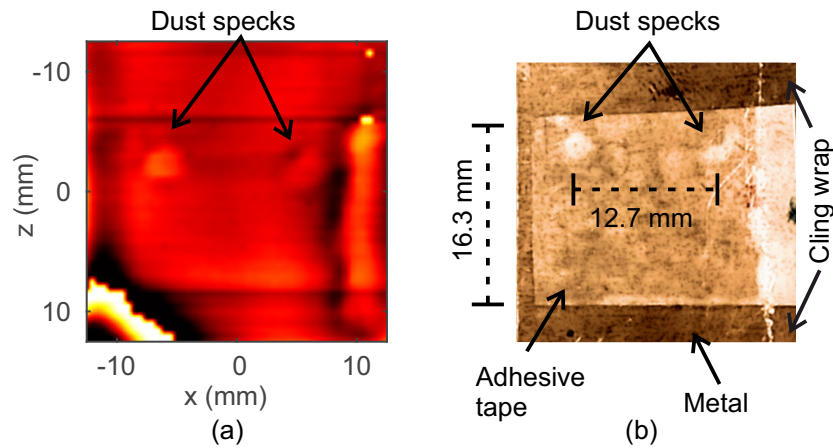 Dust specks
-10
0
10
z (mm)
-10
0
10
x (mm)
(a)
Dust specks
16.3 mm
12.7 mm
Cling wrap
Adhesive
tape
Metal
(b)